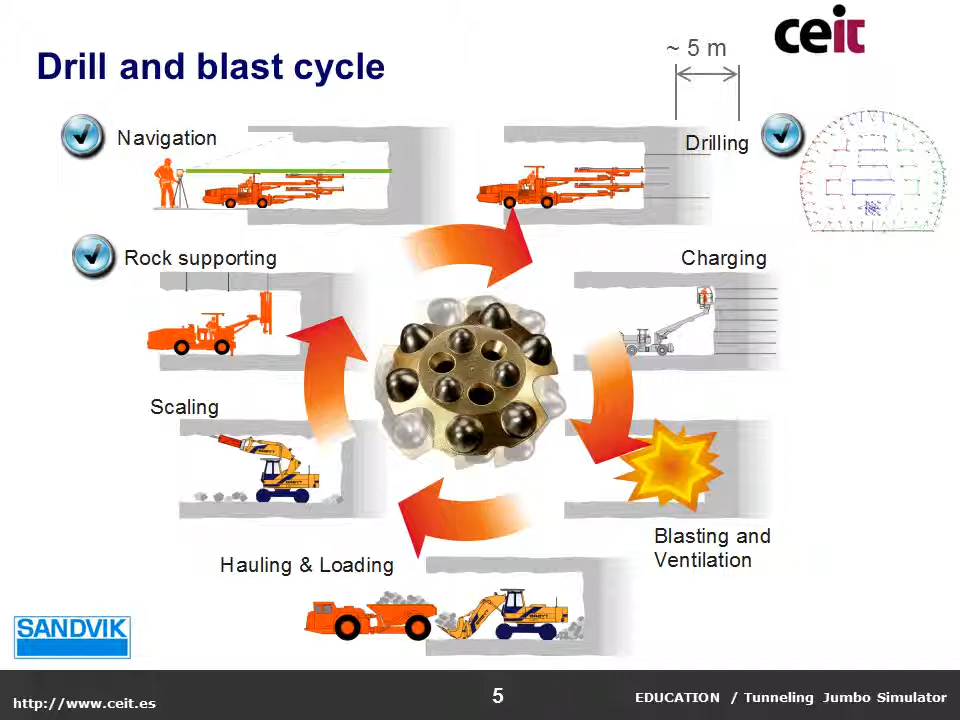 Drill and blast cycle
~ 5 m
ceit
Navigation
Drilling
Rock supporting
Charging
Scaling
Blasting and
Ventilation
Hauling & Loading
SANDVIK
http://www.ceit.es
5
EDUCATION / Tunneling Jumbo Simulator